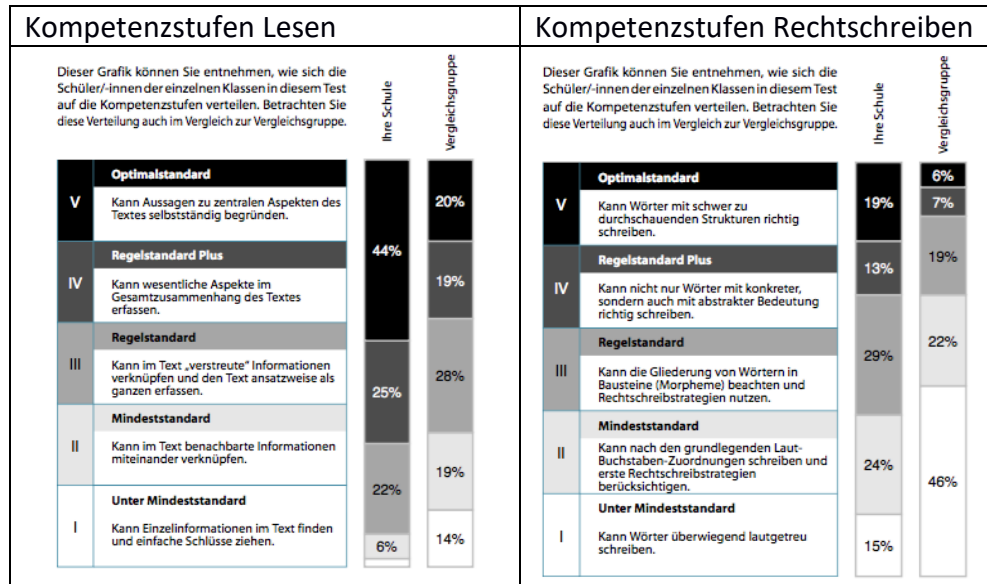 Kompetenzstufen Lesen
Dieser Grafik können Sie entnehmen, wie sich die
Schüler/-innen der einzelnen Klassen in diesem Test
auf die Kompetenzstufen verteilen. Betrachten Sie
diese Verteilung auch im Vergleich zur Vergleichsgruppe.
Ihre Schule
Vergleichsgruppe
V
Optimalstandard
Kann Aussagen zu zentralen Aspekten des
Textes selbstständig begründen.
IV
Regelstandard Plus
Kann wesentliche Aspekte im
Gesamtzusammenhang des Textes
erfassen.
III
Regelstandard
Kann im Text „verstreute" Informationen
verknüpfen und den Text ansatzweise als
ganzen erfassen.
II
Mindeststandard
Kann im Text benachbarte Informationen
miteinander verknüpfen.
I
Unter Mindeststandard
Kann Einzelinformationen im Text finden
und einfache Schlüsse ziehen.
44%
25%
22%
6%
20%
19%
28%
19%
14%
Kompetenzstufen Rechtschreiben
Dieser Grafik können Sie entnehmen, wie sich die
Schüler/-innen der einzelnen Klassen in diesem Test
auf die Kompetenzstufen verteilen. Betrachten Sie
diese Verteilung auch im Vergleich zur Vergleichsgruppe.
Ihre Schule
Vergleichsgruppe
V
Optimalstandard
Kann Wörter mit schwer zu
durchschauenden Strukturen richtig
schreiben.
IV
Regelstandard Plus
Kann nicht nur Wörter mit konkreter,
sondern auch mit abstrakter Bedeutung
richtig schreiben.
III
Regelstandard
Kann die Gliederung von Wörtern in
Bausteine (Morpheme) beachten und
Rechtschreibstrategien nutzen.
II
Mindeststandard
Kann nach den grundlegenden Laut-
Buchstaben-Zuordnungen schreiben und
erste Rechtschreibstrategien
berücksichtigen.
I
Unter Mindeststandard
Kann Wörter überwiegend lautgetreu
schreiben.
19%
13%
29%
24%
15%
6%
7%
19%
22%
46%